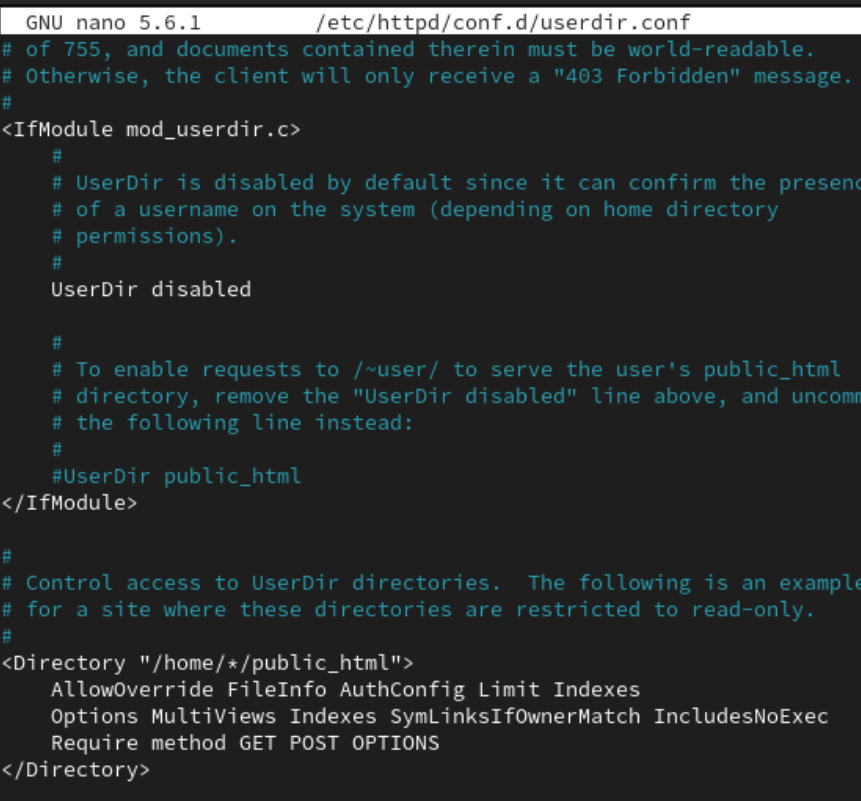 GNU nano 5.6.1 /etc/httpd/conf.d/userdir.conf
# of 755, and documents contained therein must be world-readable.
# Otherwise, the client will only receive a "403 Forbidden" message.
#
<IfModule mod_userdir.c>
    #
    # UserDir is disabled by default since it can confirm the presenc
    # of a username on the system (depending on home directory
    # permissions).
    #
    UserDir disabled

    #
    # To enable requests to /~user/ to serve the user's public_html
    # directory, remove the "UserDir disabled" line above, and uncomm
    # the following line instead:
    #
    #UserDir public_html
</IfModule>

#
# Control access to UserDir directories.  The following is an example
# for a site where these directories are restricted to read-only.
#
<Directory "/home/*/public_html">
    AllowOverride FileInfo AuthConfig Limit Indexes
    Options MultiViews Indexes SymLinksIfOwnerMatch IncludesNoExec
    Require method GET POST OPTIONS
</Directory>